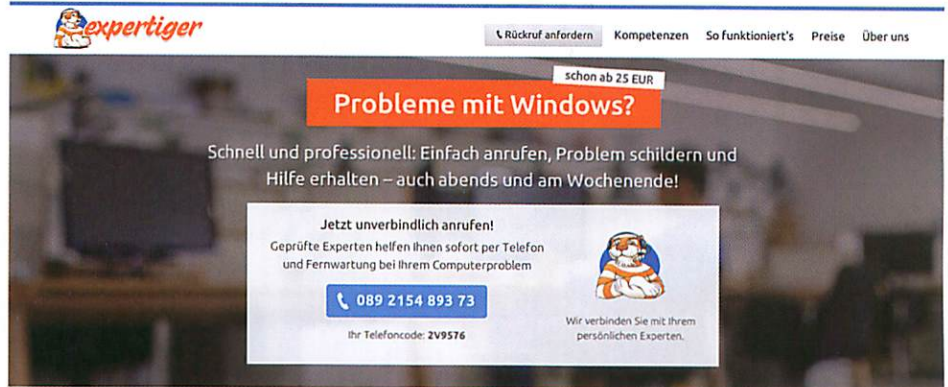 expertiger
Rückruf anfordern Kompetenzen So funktioniert's Preise Über uns
schon ab 25 EUR
Probleme mit Windows?
Schnell und professionell: Einfach anrufen, Problem schildern und
Hilfe erhalten – auch abends und am Wochenende!
Jetzt unverbindlich anrufen!
Geprüfte Experten helfen Ihnen sofort per Telefon
und Fernwartung bei Ihrem Computerproblem
089 2154 893 73
Ihr Telefoncode: 2V9576
Wir verbinden Sie mit Ihrem
persönlichen Experten.